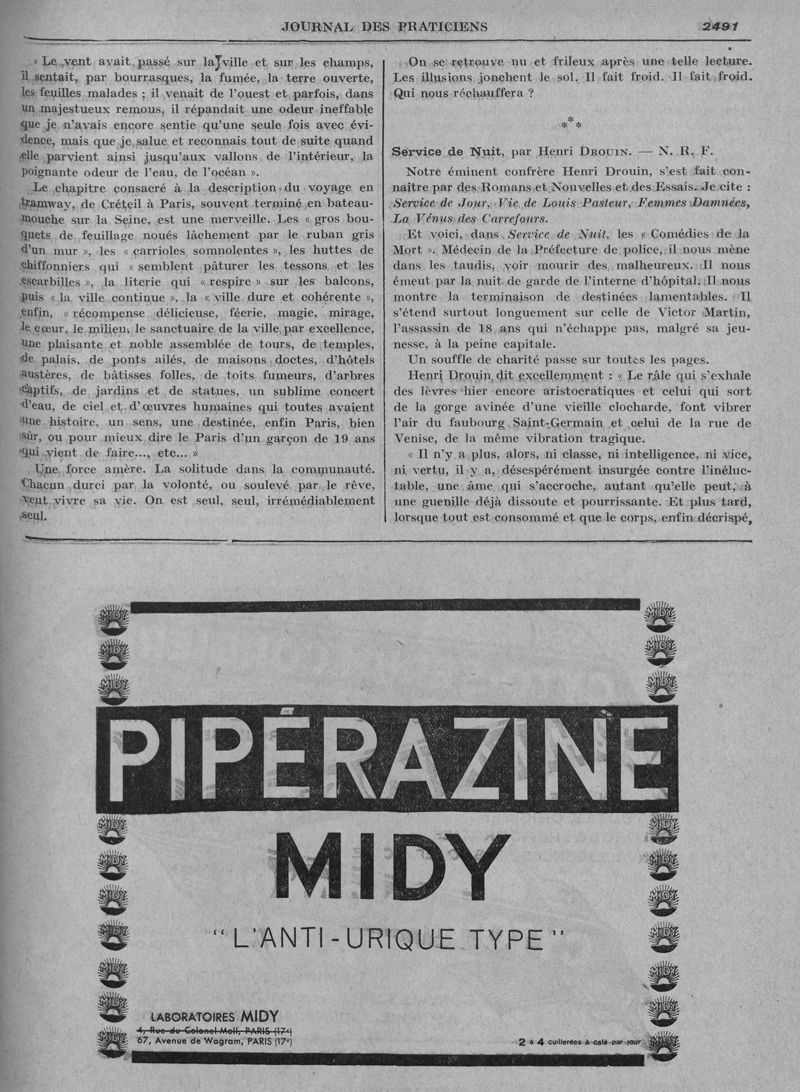 JOURNAL DES PRATICIENS
2491
« Le vent avait passé sur la ville et sur les champs,
il sentait, par bourrasques, la fumée, la terre ouverte,
les feuilles malades ; il venait de l'ouest et parfois, dans
un majestueux remous, il répandait une odeur ineffable
que je n'avais encore sentie qu'une seule fois avec évi-
dence, mais que je salue et reconnais tout de suite quand
elle parvient ainsi jusqu'aux vallons de l'intérieur, la
poignante odeur de l'eau, de l'océan ».
Le chapitre consacré à la description du voyage en
tramway, de Créteil à Paris, souvent terminé en bateau-
mouche sur la Seine, est une merveille. Les « gros bou-
quets de feuillage noués lâchement par le ruban gris
d'un mur », les « carrioles somnolentes », les huttes de
chiffonniers qui « semblent pâturer les tessons et les
escarbilles », la literie qui « respire » sur les balcons,
puis « la ville continue », la « ville dure et cohérente »,
enfin, « récompense délicieuse, féerie, magie, mirage,
le cœur, le milieu, le sanctuaire de la ville par excellence,
une plaisante et noble assemblée de tours, de temples,
de palais, de ponts ailés, de maisons doctes, d'hôtels
austères, de bâtisses folles, de toits fumeurs, d'arbres
captifs, de jardins et de statues, un sublime concert
d'eau, de ciel et d'œuvres humaines qui toutes avaient
une histoire, un sens, une destinée, enfin Paris, bien
sûr, ou pour mieux dire le Paris d'un garçon de 19 ans
qui vient de faire..., etc... »
Une force amère. La solitude dans la communauté.
Chacun durci par la volonté, ou soulevé par le rêve,
veut vivre sa vie. On est seul, seul, irrémédiablement
seul.
On se retrouve nu et frileux après une telle lecture.
Les illusions jonchent le sol. Il fait froid. Il fait froid.
Qui nous réchauffera ?
***
Service de Nuit, par Henri DROUIN. — N. R. F.
Notre éminent confrère Henri Drouin, s'est fait con-
naître par des Romans et Nouvelles et des Essais. Je cite :
Service de Jour, Vie de Louis Pasteur, Femmes Damnées,
La Vénus des Carrefours.
Et voici, dans Service de Nuit, les « Comédies de la
Mort ». Médecin de la Préfecture de police, il nous mène
dans les taudis, voir mourir des malheureux. Il nous
émeut par la nuit de garde de l'interne d'hôpital. Il nous
montre la terminaison de destinées lamentables. Il
s'étend surtout longuement sur celle de Victor Martin,
l'assassin de 18 ans qui n'échappe pas, malgré sa jeu-
nesse, à la peine capitale.
Un souffle de charité passe sur toutes les pages.
Henri Drouin dit excellemment : « Le râle qui s'exhale
des lèvres hier encore aristocratiques et celui qui sort
de la gorge avinée d'une vieille clocharde, font vibrer
l'air du faubourg Saint-Germain et celui de la rue de
Venise, de la même vibration tragique.
« Il n'y a plus, alors, ni classe, ni intelligence, ni vice,
ni vertu, il y a, désespérément insurgée contre l'inéluc-
table, une âme qui s'accroche, autant qu'elle peut, à
une guenille déjà dissoute et pourrissante. Et plus tard,
lorsque tout est consommé et que le corps, enfin décrispé,
PIPÉRAZINE
MIDY
"L'ANTI-URIQUE TYPE"
LABORATOIRES MIDY
4, Rue du Colonel-Moll, PARIS (17e)
67, Avenue de Wagram, PARIS (17e)
2 à 4 cuillerées à café par jour